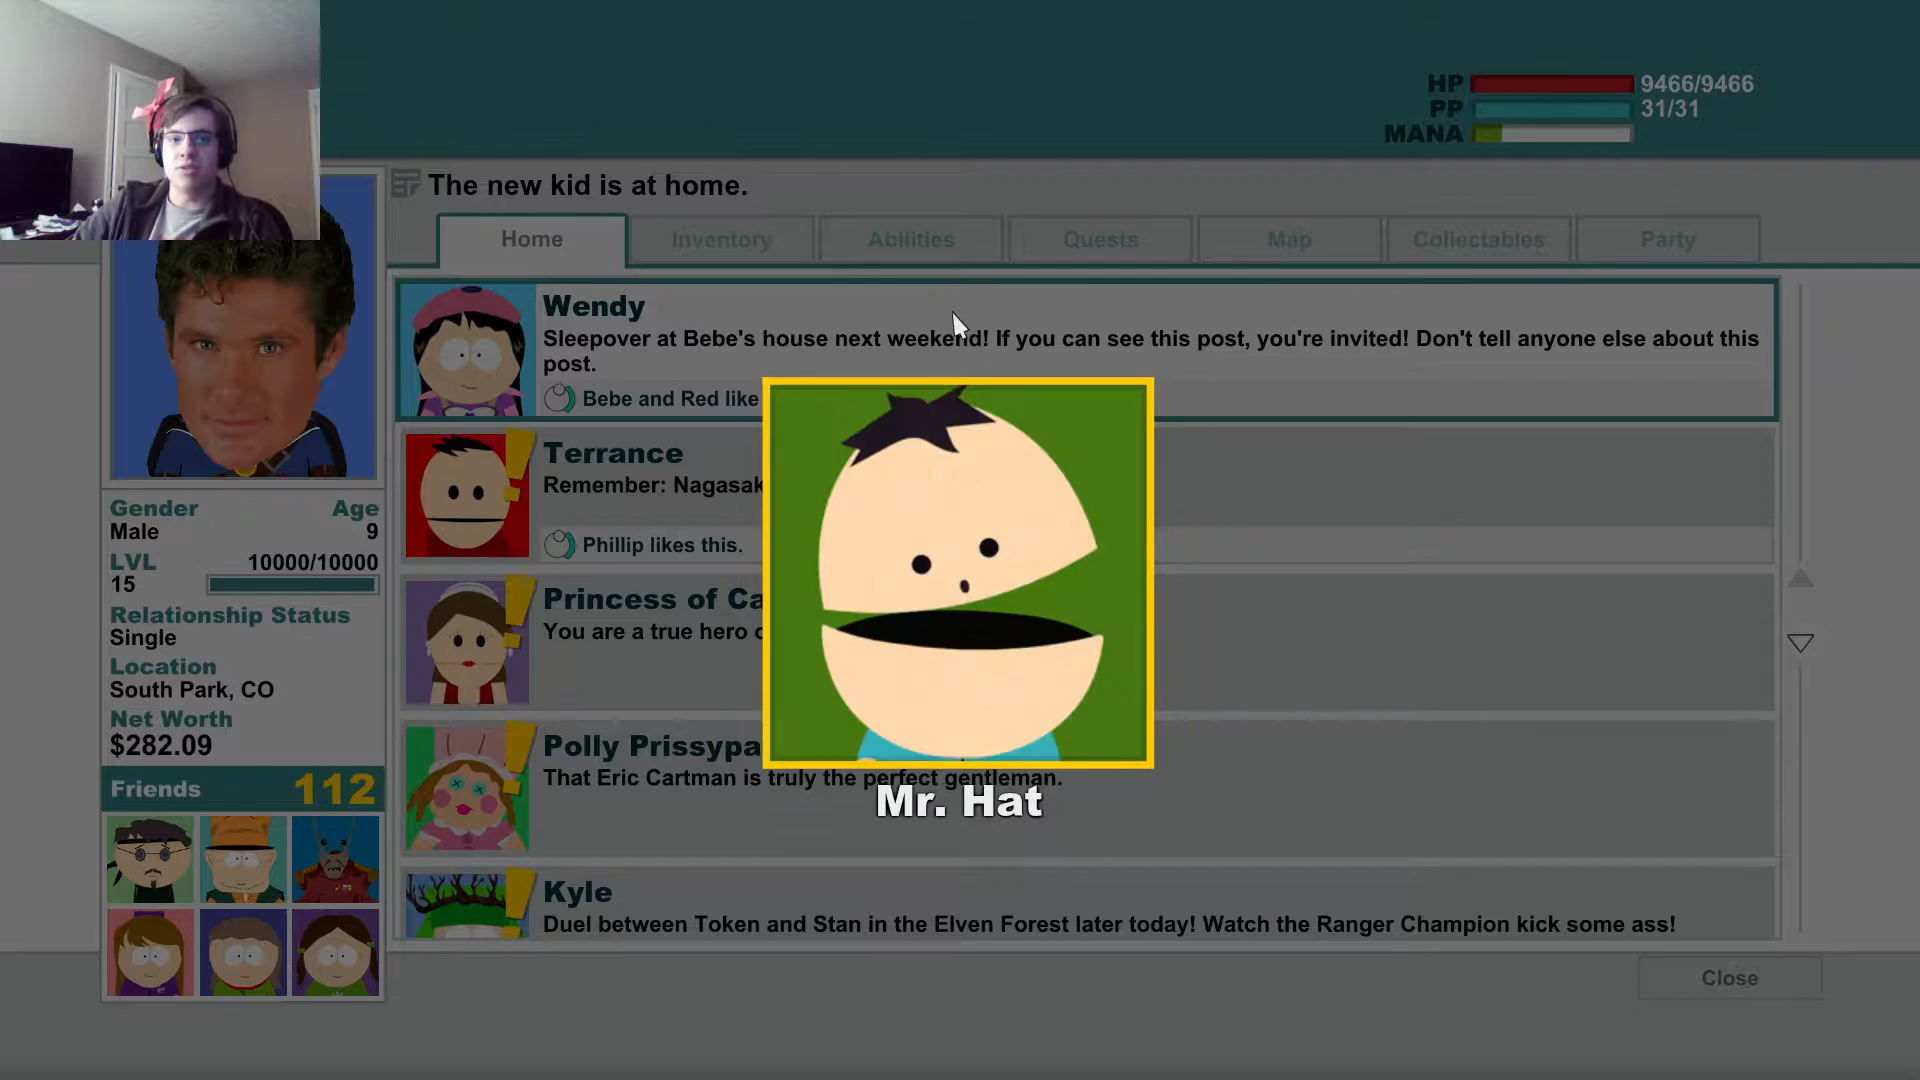 HP 9466/9466
PP 31/31
MANA
The new kid is at home.
Home Inventory Abilities Quests Map Collectables Party
Wendy
Sleepover at Bebe's house next weekend! If you can see this post, you're invited! Don't tell anyone else about this
post.
Bebe and Red like
Terrance
Remember: Nagasak
Phillip likes this.
Princess of Ca
You are a true hero
Polly Prissypa
That Eric Cartman is truly the perfect gentleman.
Mr. Hat
Kyle
Duel between Token and Stan in the Elven Forest later today! Watch the Ranger Champion kick some ass!
Gender Age
Male 9
LVL 10000/10000
15
Relationship Status
Single
Location
South Park, CO
Net Worth
$282.09
Friends 112
Close